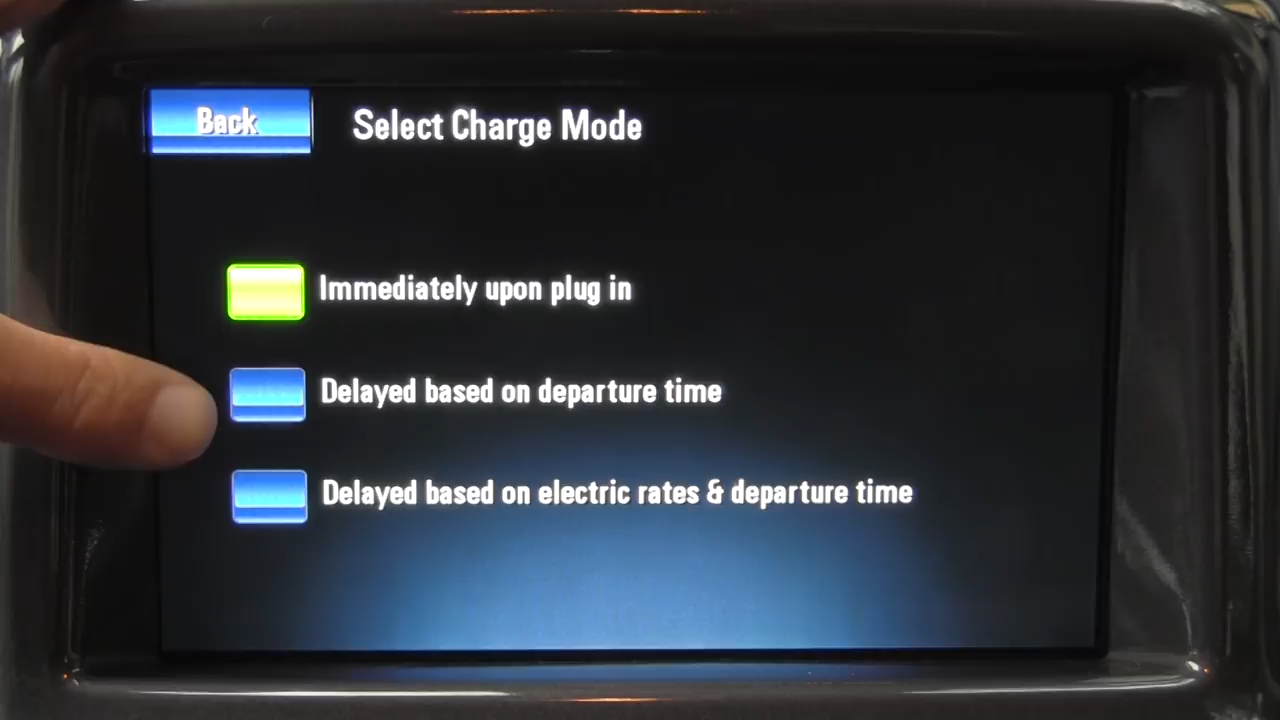 Back
Select Charge Mode
Immediately upon plug in
Delayed based on departure time
Delayed based on electric rates & departure time